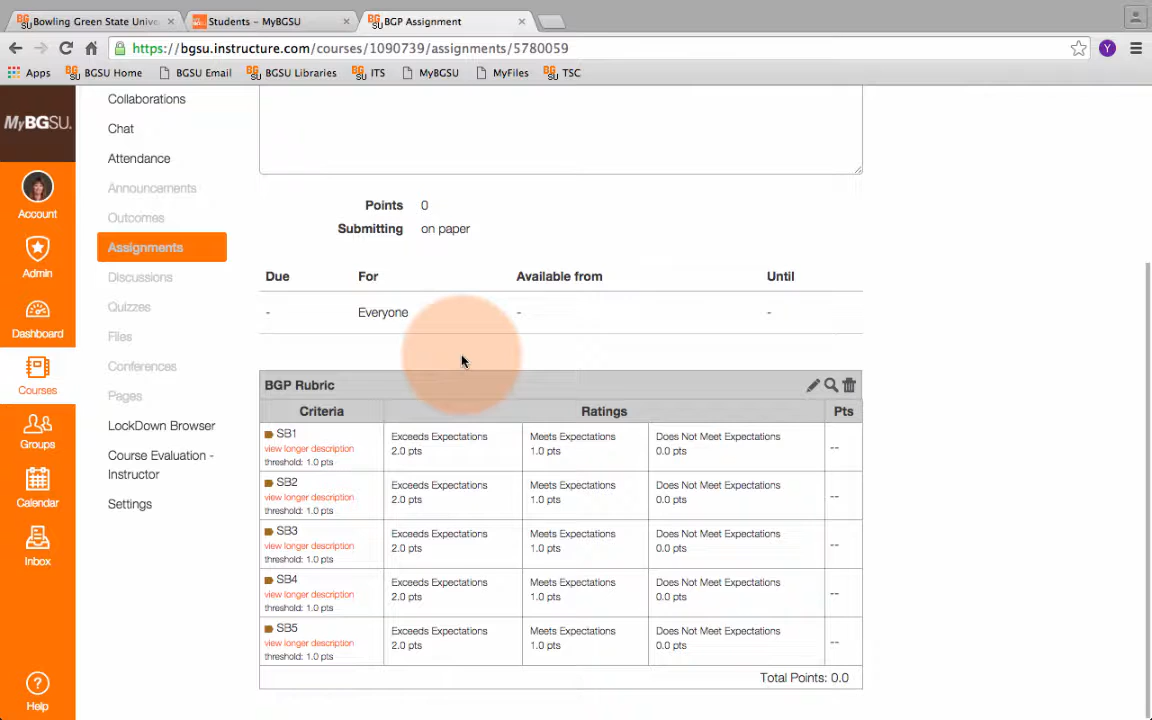 Bowling Green State Unive
Students – MyBGSU
BGP Assignment
https://bgsu.instructure.com/courses/1090739/assignments/5780059
Y
Apps
BGSU Home
BGSU Email
BGSU Libraries
ITS
MyBGSU
MyFiles
TSC
MyBGSU.
Account
Admin
Dashboard
Courses
Groups
Calendar
Inbox
Help
Collaborations
Chat
Attendance
Announcements
Outcomes
Assignments
Discussions
Quizzes
Files
Conferences
Pages
LockDown Browser
Course Evaluation -
Instructor
Settings
Points 0
Submitting on paper
Due For Available from Until
- Everyone - -
BGP Rubric
Criteria Ratings Pts
SB1
view longer description
threshold: 1.0 pts
Exceeds Expectations
2.0 pts
Meets Expectations
1.0 pts
Does Not Meet Expectations
0.0 pts
--
SB2
view longer description
threshold: 1.0 pts
Exceeds Expectations
2.0 pts
Meets Expectations
1.0 pts
Does Not Meet Expectations
0.0 pts
--
SB3
view longer description
threshold: 1.0 pts
Exceeds Expectations
2.0 pts
Meets Expectations
1.0 pts
Does Not Meet Expectations
0.0 pts
--
SB4
view longer description
threshold: 1.0 pts
Exceeds Expectations
2.0 pts
Meets Expectations
1.0 pts
Does Not Meet Expectations
0.0 pts
--
SB5
view longer description
threshold: 1.0 pts
Exceeds Expectations
2.0 pts
Meets Expectations
1.0 pts
Does Not Meet Expectations
0.0 pts
--
Total Points: 0.0